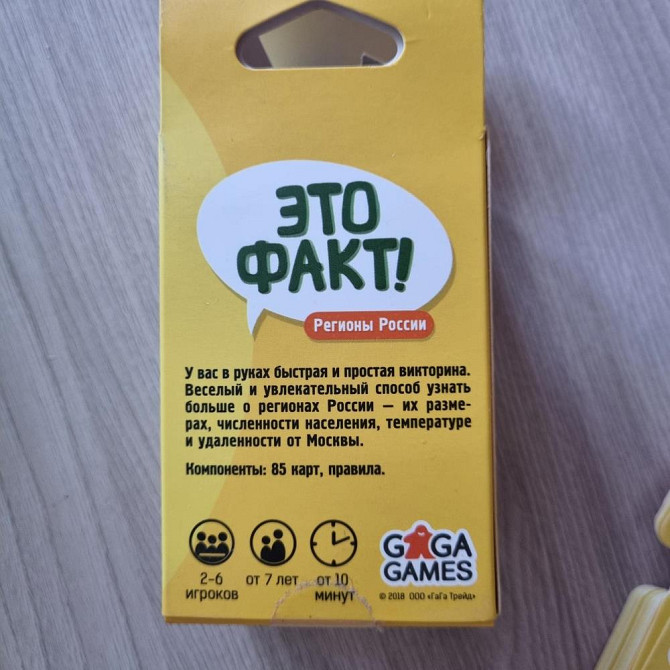 ЭТО
ФАКТ!
Регионы России
У вас в руках быстрая и простая викторина.
Веселый и увлекательный способ узнать
больше о регионах России — их разме-
рах, численности населения, температуре
и удаленности от Москвы.
Компоненты: 85 карт, правила.
2-6
игроков
от 7 лет
от 10
минут
GAGA
GAMES
© 2018 ООО «ГаГа Трейд»